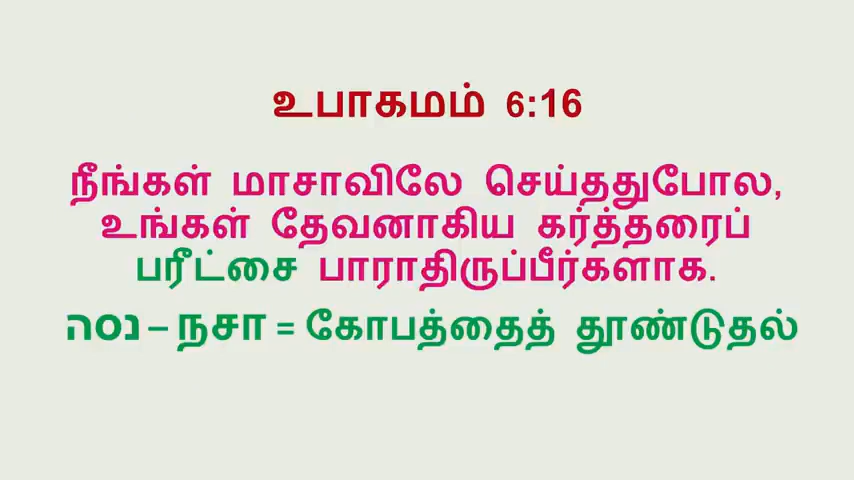 உபாகமம் 6:16
நீங்கள் மாசாவிலே செய்ததுபோல,
உங்கள் தேவனாகிய கர்த்தரைப்
பரீட்சை பாராதிருப்பீர்களாக.
נסה – நசா = கோபத்தைத் தூண்டுதல்